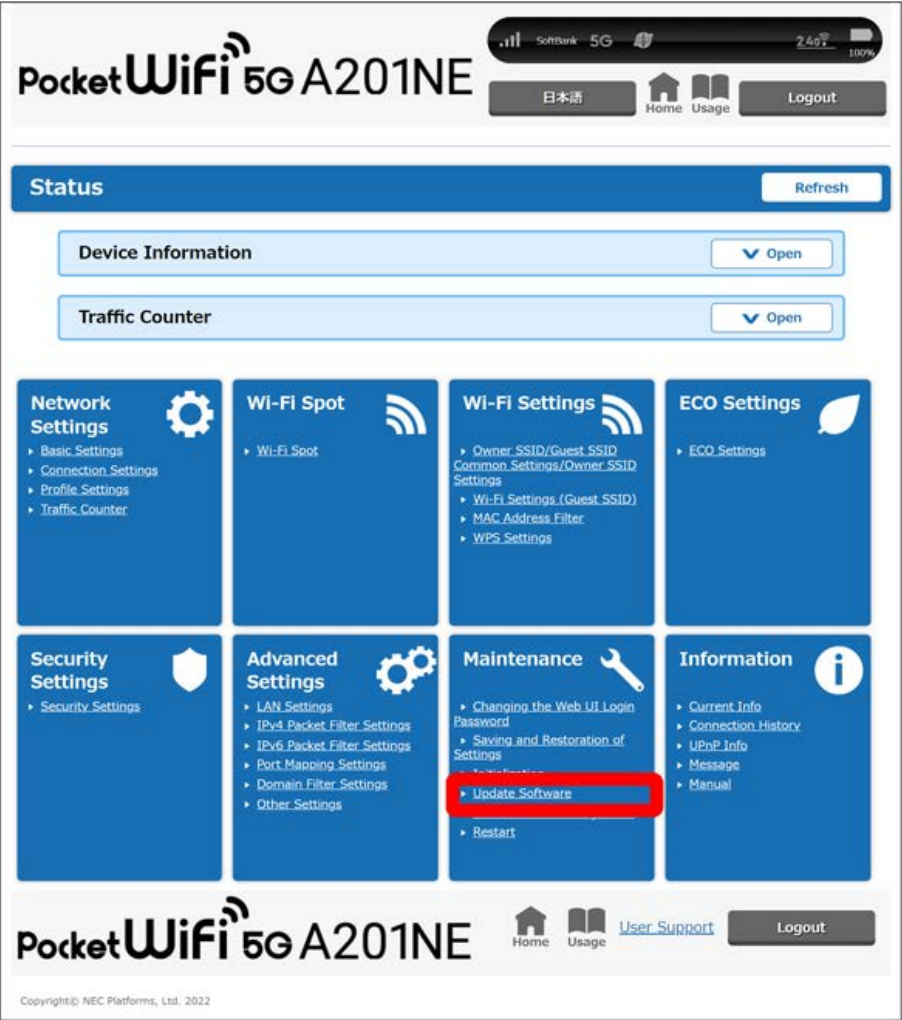 Pocket WiFi 5G A201NE
SoftBank 5G 2.4G 100%
日本語 Home Usage Logout
Status Refresh
Device Information Open
Traffic Counter Open
Network
Settings
Basic Settings
Connection Settings
Profile Settings
Traffic Counter
Wi-Fi Spot
Wi-Fi Spot
Wi-Fi Settings
Owner SSID/Guest SSID
Common Settings/Owner SSID
Settings
Wi-Fi Settings (Guest SSID)
MAC Address Filter
WPS Settings
ECO Settings
ECO Settings
Security
Settings
Security Settings
Advanced
Settings
LAN Settings
IPv4 Packet Filter Settings
IPv6 Packet Filter Settings
Port Mapping Settings
Domain Filter Settings
Other Settings
Maintenance
Changing the Web UI Login
Password
Saving and Restoration of
Settings
Update Software
Restart
Information
Current Info
Connection History
UPnP Info
Message
Manual
Pocket WiFi 5G A201NE
Home Usage User Support Logout
Copyright© NEC Platforms, Ltd. 2022